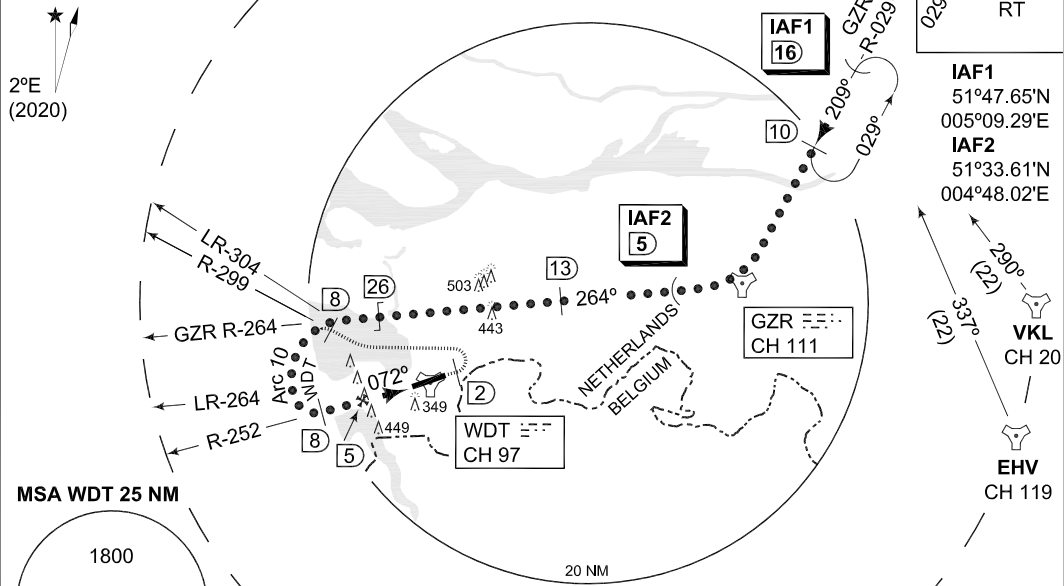 2ºE
(2020)
IAF1
16
GZR
R-029
029º
RT
209º
029º
10
IAF1
51º47.65'N
005º09.29'E
IAF2
51º33.61'N
004º48.02'E
IAF2
5
LR-304
R-299
8
26
503
13
264º
443
GZR R-264
GZR
CH 111
NETHERLANDS
BELGIUM
290º
(22)
337º
(22)
VKL
CH 20
Arc 10
WDT
072º
2
349
LR-264
R-252
8
5
449
WDT
CH 97
EHV
CH 119
MSA WDT 25 NM
1800
20 NM